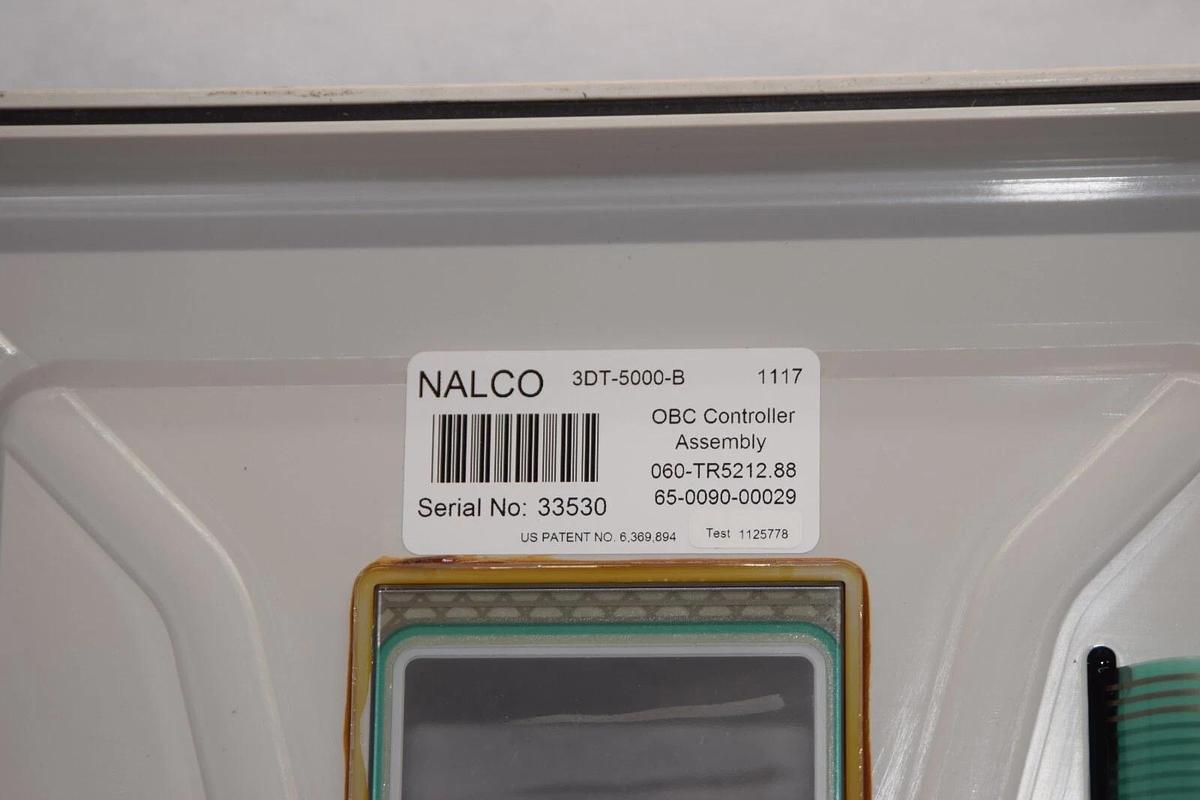 NALCO 3DT-5000-B 1117
OBC Controller
Assembly
060-TR5212.88
65-0090-00029
Serial No: 33530
US PATENT NO. 6,369,894
Test 1125778